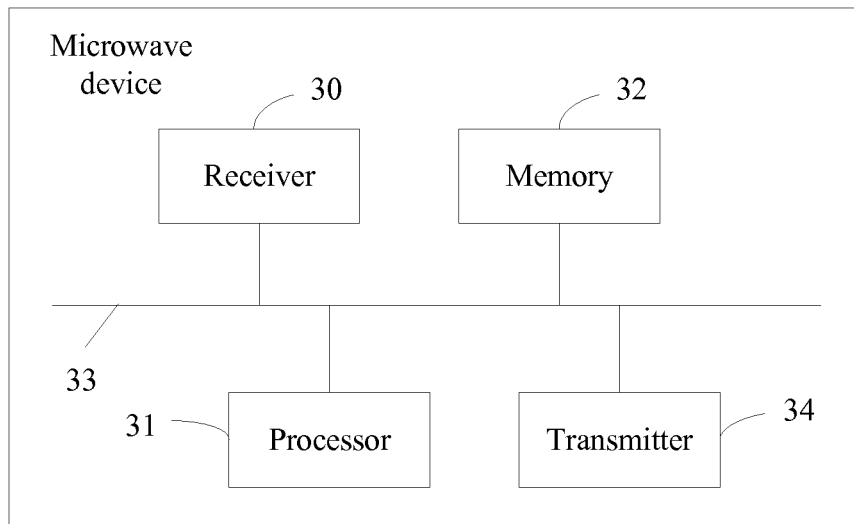 Microwave
device
30
32
Receiver
Memory
33
31
Processor
Transmitter
34